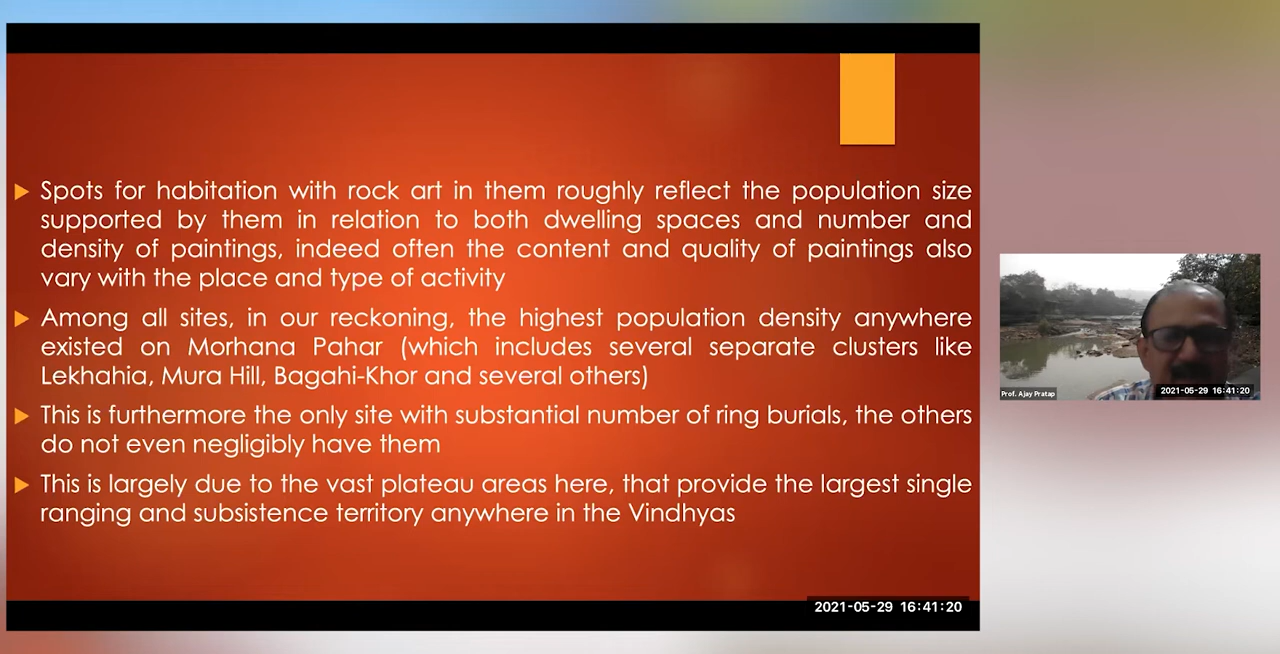 Spots for habitation with rock art in them roughly reflect the population size
supported by them in relation to both dwelling spaces and number and
density of paintings, indeed often the content and quality of paintings also
vary with the place and type of activity
Among all sites, in our reckoning, the highest population density anywhere
existed on Morhana Pahar (which includes several separate clusters like
Lekhahia, Mura Hill, Bagahi-Khor and several others)
This is furthermore the only site with substantial number of ring burials, the others
do not even negligibly have them
This is largely due to the vast plateau areas here, that provide the largest single
ranging and subsistence territory anywhere in the Vindhyas
2021-05-29 16:41:20
Prof. Ajay Pratap
2021-05-29 16:41:20